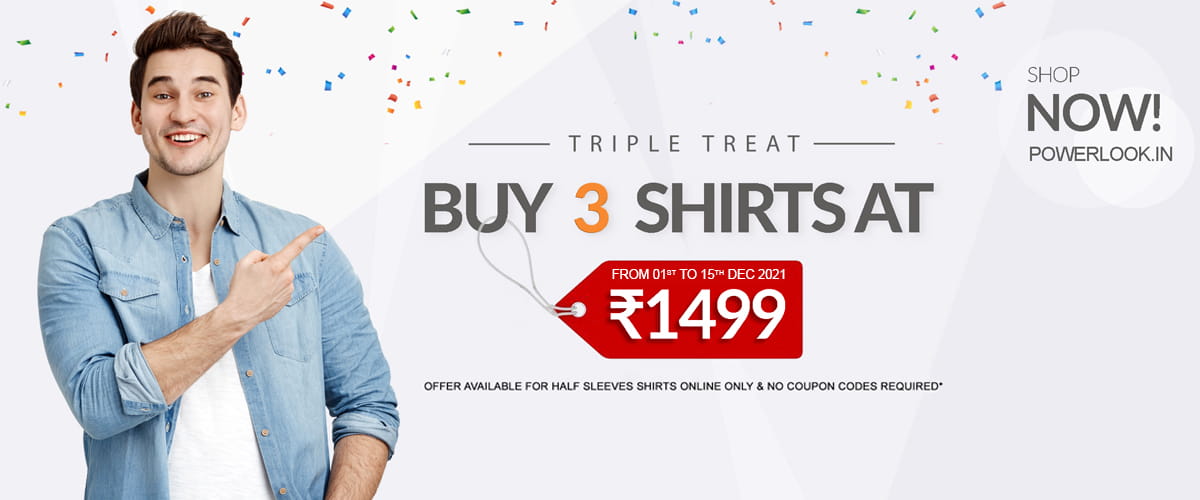 SHOP
NOW!
POWERLOOK.IN
TRIPLE TREAT
BUY 3 SHIRTS AT
FROM 01ST TO 15TH DEC 2021
₹1499
OFFER AVAILABLE FOR HALF SLEEVES SHIRTS ONLINE ONLY & NO COUPON CODES REQUIRED*